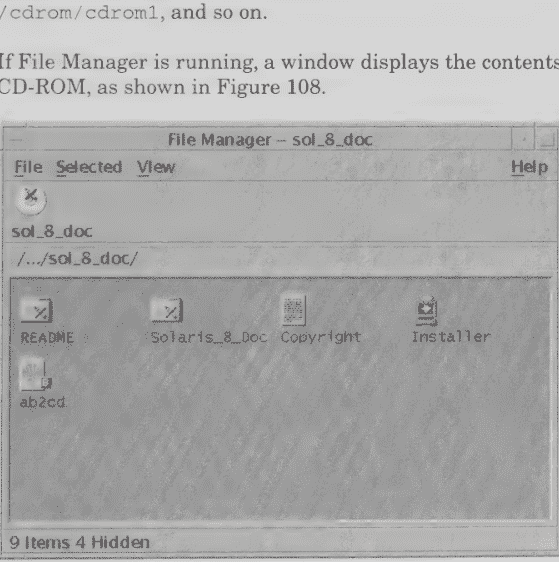 /cdrom/cdrom1, and so on.
If File Manager is running, a window displays the contents
CD-ROM, as shown in Figure 108.
File Manager – sol_8_doc
File Selected View Help
sol_8_doc
/.../sol_8_doc/
README Solaris_8_Doc Copyright Installer
ab2cd
9 Items 4 Hidden